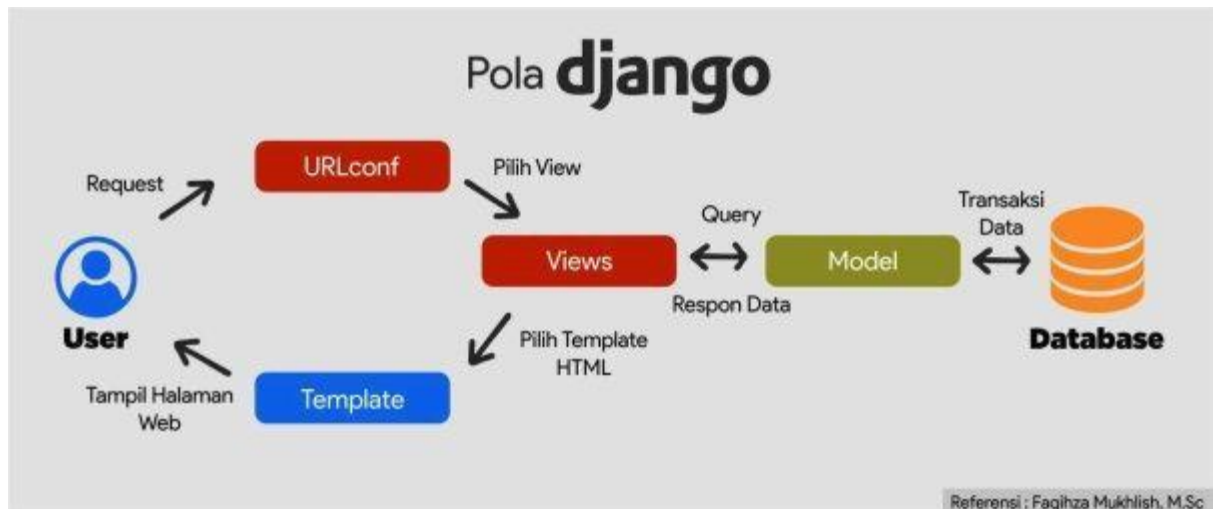 Pola django
Request
URLconf
Pilih View
Views
Query
Respon Data
Model
Transaksi
Data
Database
User
Pilih Template
HTML
Template
Tampil Halaman
Web
Referensi : Faqihza Mukhlish, M.Sc